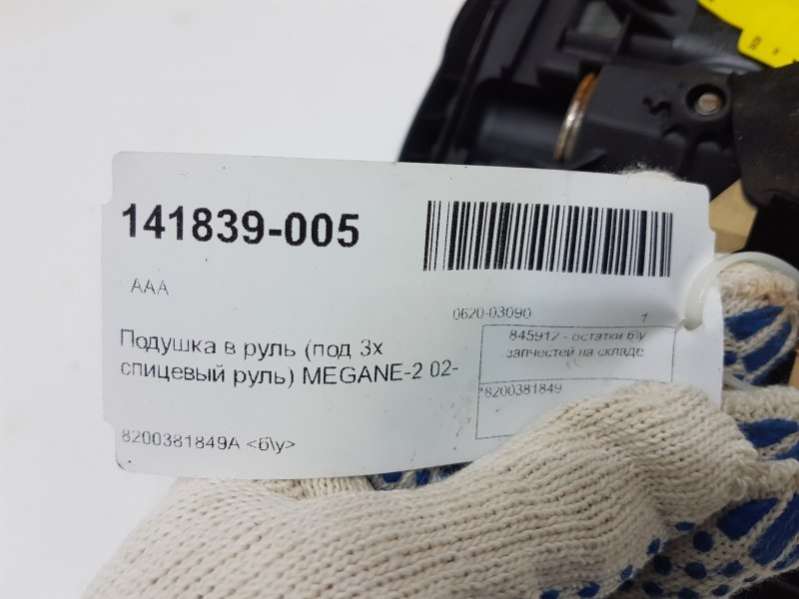 141839-005
AAA
0620-03090 1
Подушка в руль (под 3х
спицевый руль) MEGANE-2 02-
845912 - остатки б\у
запчестей на складе
*8200381849
8200381849A <б\у>